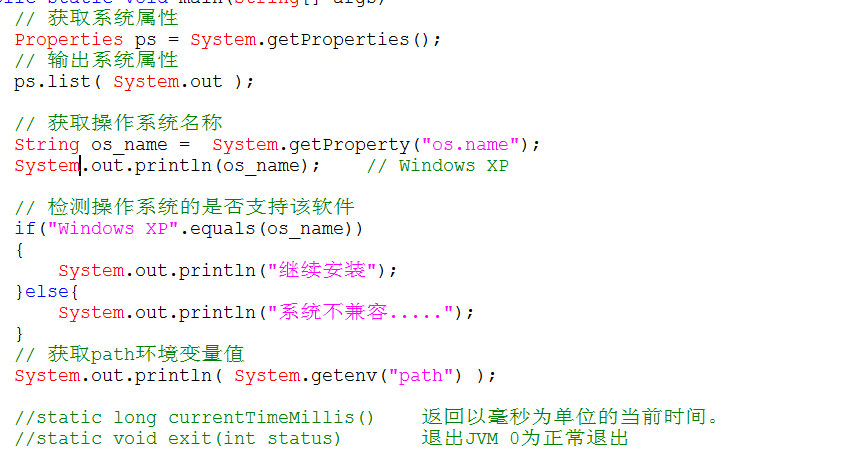 public static void main(String[] args)
// 获取系统属性
Properties ps = System.getProperties();
// 输出系统属性
ps.list( System.out );
// 获取操作系统名称
String os_name =  System.getProperty("os.name");
System.out.println(os_name);    // Windows XP
// 检测操作系统的是否支持该软件
if("Windows XP".equals(os_name))
{
    System.out.println("继续安装");
}else{
    System.out.println("系统不兼容.....");
}
// 获取path环境变量值
System.out.println( System.getenv("path") );
//static long currentTimeMillis()    返回以毫秒为单位的当前时间。
//static void exit(int status)       退出JVM 0为正常退出